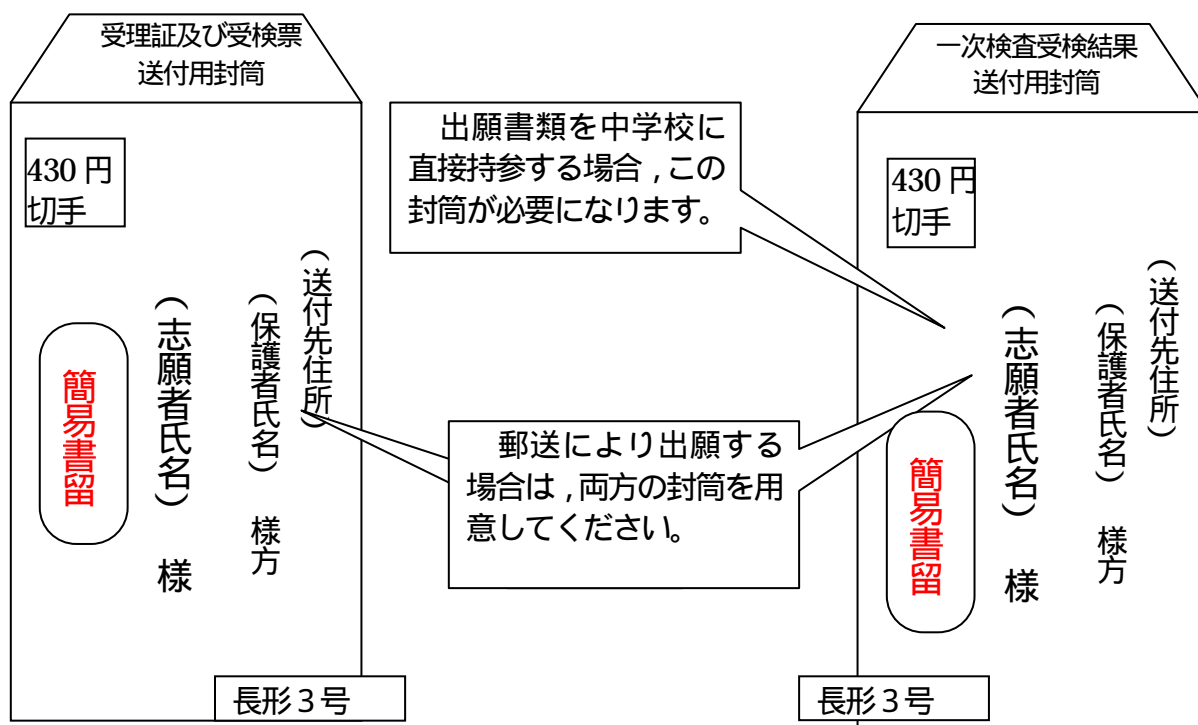 受理証及び受検票
送付用封筒
430円
切手
(送付先住所)
(保護者氏名) 様方
(志願者氏名) 様
簡易書留
長形3号
出願書類を中学校に
直接持参する場合,この
封筒が必要になります。
郵送により出願する
場合は,両方の封筒を用
意してください。
一次検査受検結果
送付用封筒
430円
切手
(送付先住所)
(保護者氏名) 様方
(志願者氏名) 様
簡易書留
長形3号